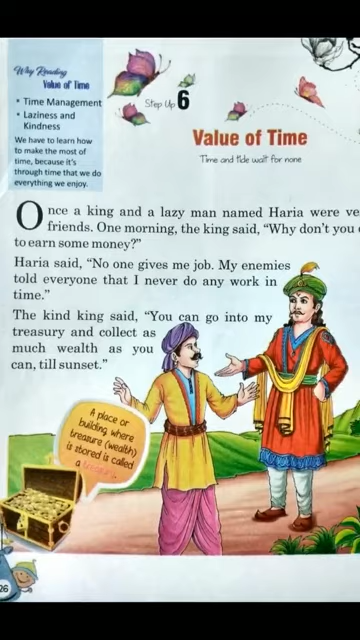 Why Reading
Value of Time
• Time Management
• Laziness and
Kindness
We have to learn how
to make the most of
time, because it's
through time that we do
everything we enjoy.
Step Up 6
Value of Time
Time and tide wait for none
Once a king and a lazy man named Haria were ve
friends. One morning, the king said, "Why don't you
to earn some money?"
Haria said, "No one gives me job. My enemies
told everyone that I never do any work in
time."
The kind king said, "You can go into my
treasury and collect as
much wealth as you
can, till sunset."
A place or
building where
treasure (wealth)
is stored is called
a treasury.
26